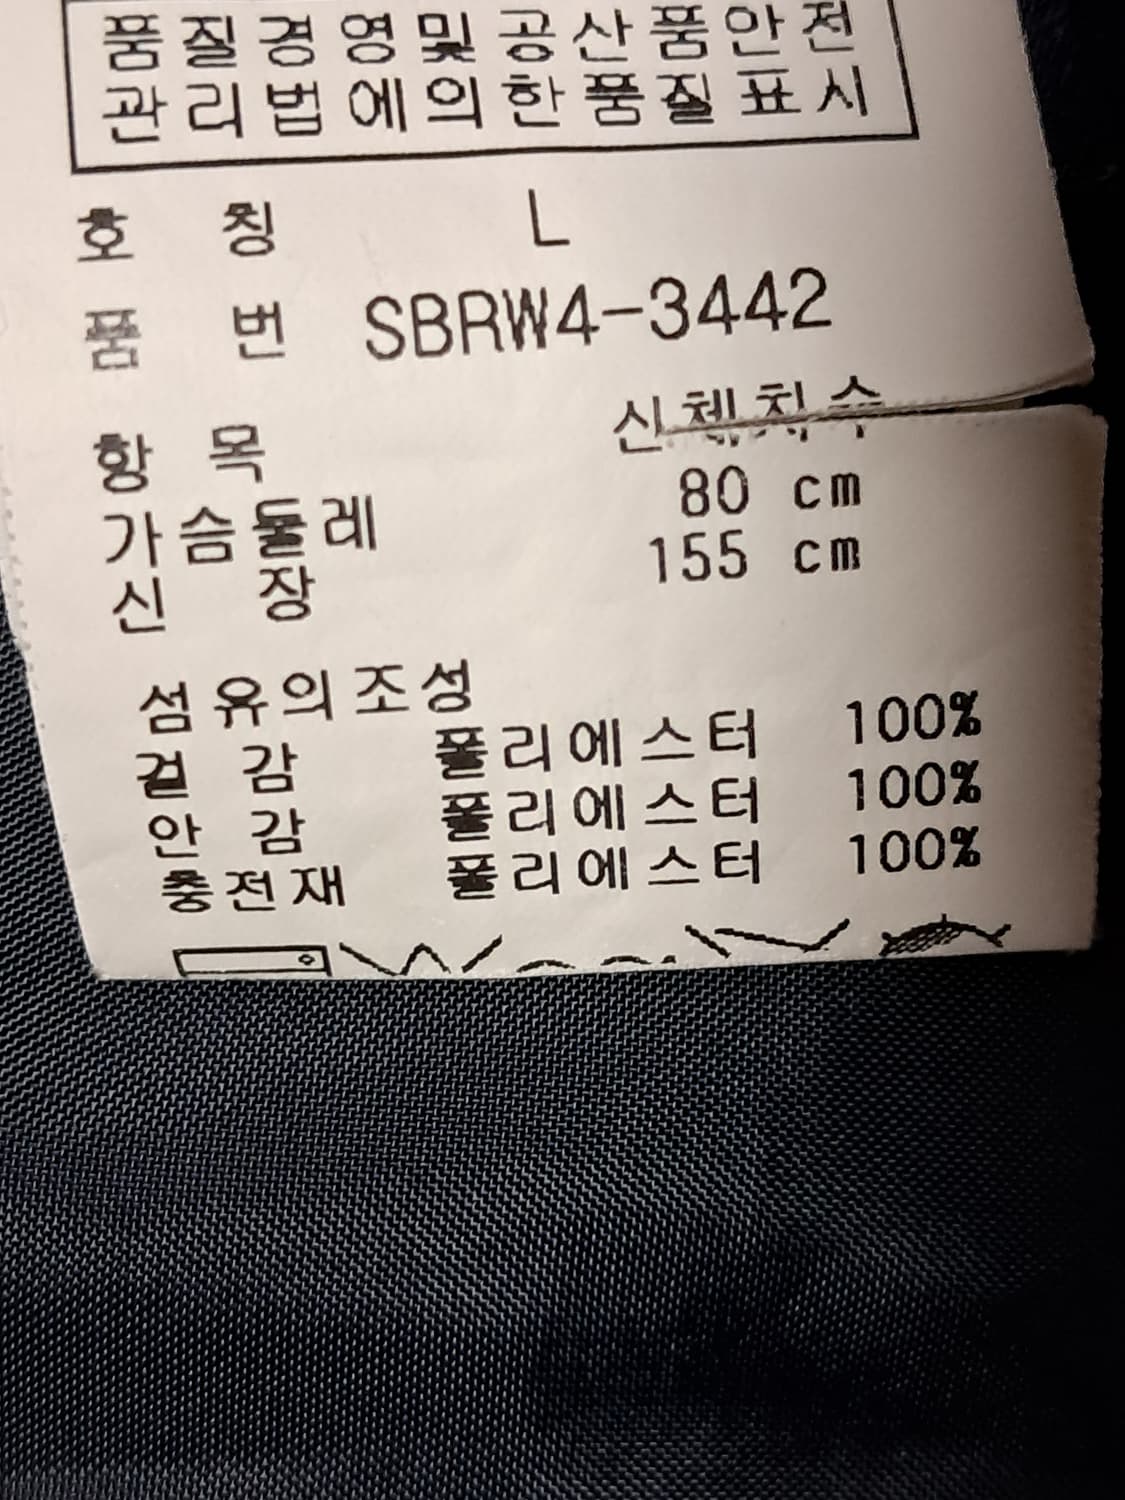 품질경영및공산품안전
관리법에의한품질표시
호 칭 L
품 번 SBRW4-3442
항 목 신체치수
가슴둘레 80 cm
신 장 155 cm
섬유의조성
겉 감 폴리에스터 100%
안 감 폴리에스터 100%
충전재 폴리에스터 100%